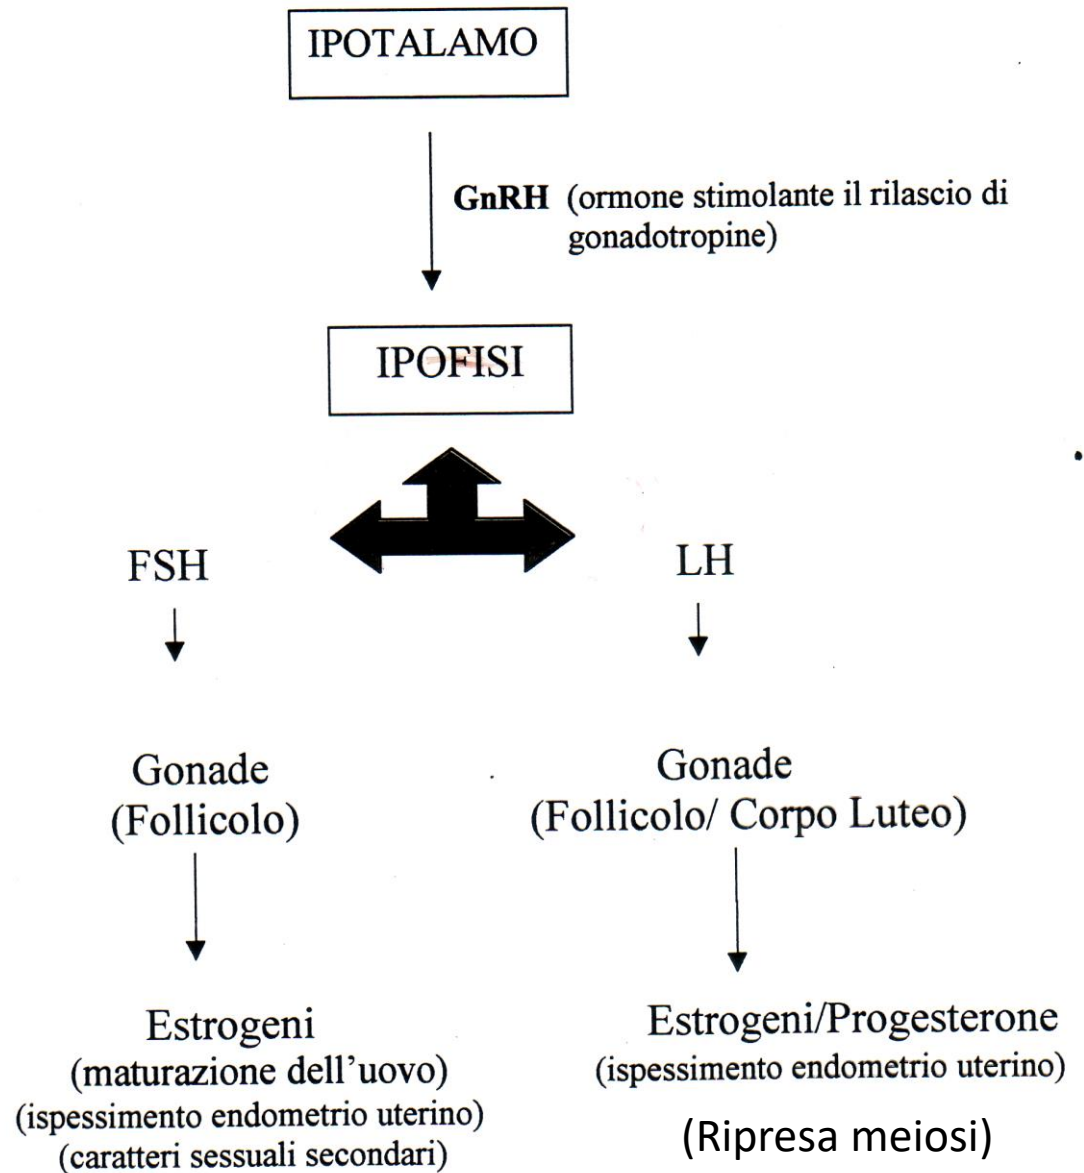 IPOTALAMO
GnRH (ormone stimolante il rilascio di
gonadotropine)
IPOFISI
FSH
LH
Gonade
(Follicolo)
Gonade
(Follicolo/ Corpo Luteo)
Estrogeni
(maturazione dell'uovo)
(ispessimento endometrio uterino)
(caratteri sessuali secondari)
Estrogeni/Progesterone
(ispessimento endometrio uterino)
(Ripresa meiosi)